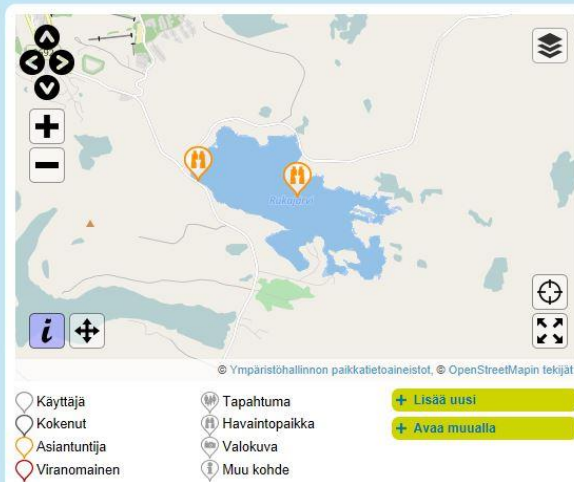 Rukajärvi
© Ympäristöhallinnon paikkatietoaineistot, © OpenStreetMapin tekijät
Käyttäjä
Kokenut
Asiantuntija
Viranomainen
Tapahtuma
Havaintopaikka
Valokuva
Muu kohde
+ Lisää uusi
+ Avaa muualla